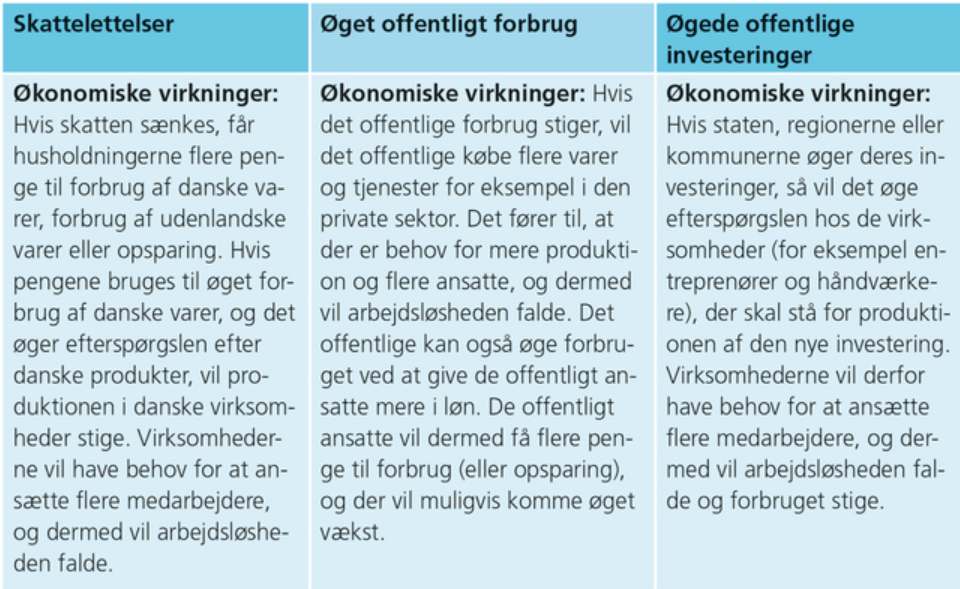 Skattelettelser
Økonomiske virkninger:
Hvis skatten sænkes, får
husholdningerne flere pen-
ge til forbrug af danske va-
rer, forbrug af udenlandske
varer eller opsparing. Hvis
pengene bruges til øget for-
brug af danske varer, og det
øger efterspørgslen efter
danske produkter, vil pro-
duktionen i danske virksom-
heder stige. Virksomheder-
ne vil have behov for at an-
sætte flere medarbejdere,
og dermed vil arbejdsløshe-
den falde.
Øget offentligt forbrug
Økonomiske virkninger: Hvis
det offentlige forbrug stiger, vil
det offentlige købe flere varer
og tjenester for eksempel i den
private sektor. Det fører til, at
der er behov for mere produkti-
on og flere ansatte, og dermed
vil arbejdsløsheden falde. Det
offentlige kan også øge forbru-
get ved at give de offentligt an-
satte mere i løn. De offentligt
ansatte vil dermed få flere pen-
ge til forbrug (eller opsparing),
og der vil muligvis komme øget
vækst.
Øgede offentlige
investeringer
Økonomiske virkninger:
Hvis staten, regionerne eller
kommunerne øger deres in-
vesteringer, så vil det øge
efterspørgslen hos de virk-
somheder (for eksempel en-
treprenører og håndværke-
re), der skal stå for produkti-
onen af den nye investering.
Virksomhederne vil derfor
have behov for at ansætte
flere medarbejdere, og der-
med vil arbejdsløsheden fal-
de og forbruget stige.